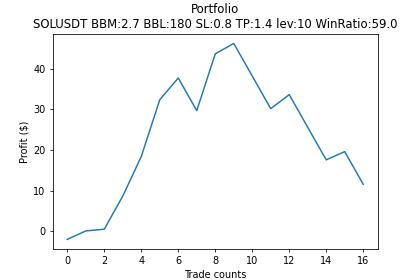 Portfolio
SOLUSDT BBM:2.7 BBL:180 SL:0.8 TP:1.4 lev:10 WinRatio:59.0
Profit ($)
40
30
20
10
0
0 2 4 6 8 10 12 14 16
Trade counts